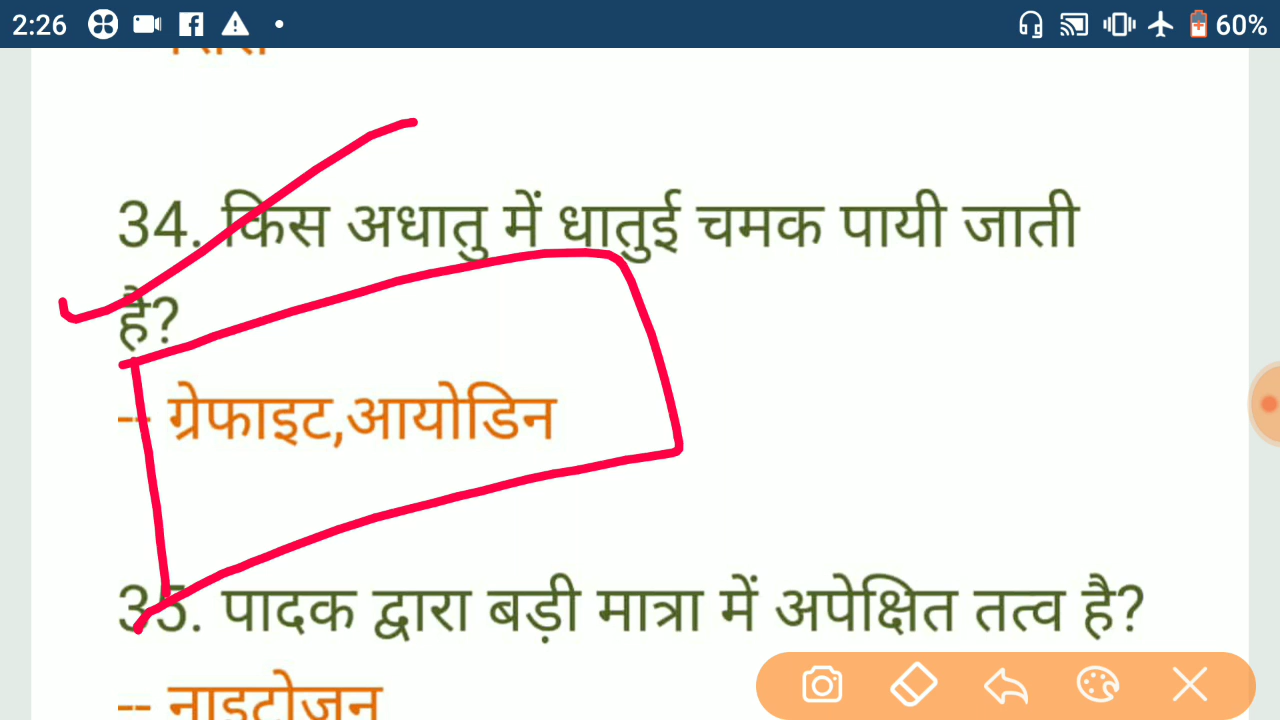 2:26 60%
34. किस अधातु में धातुई चमक पायी जाती
है?
-- ग्रेफाइट,आयोडिन
35. पादक द्वारा बड़ी मात्रा में अपेक्षित तत्व है?
-- नाइट्रोजन